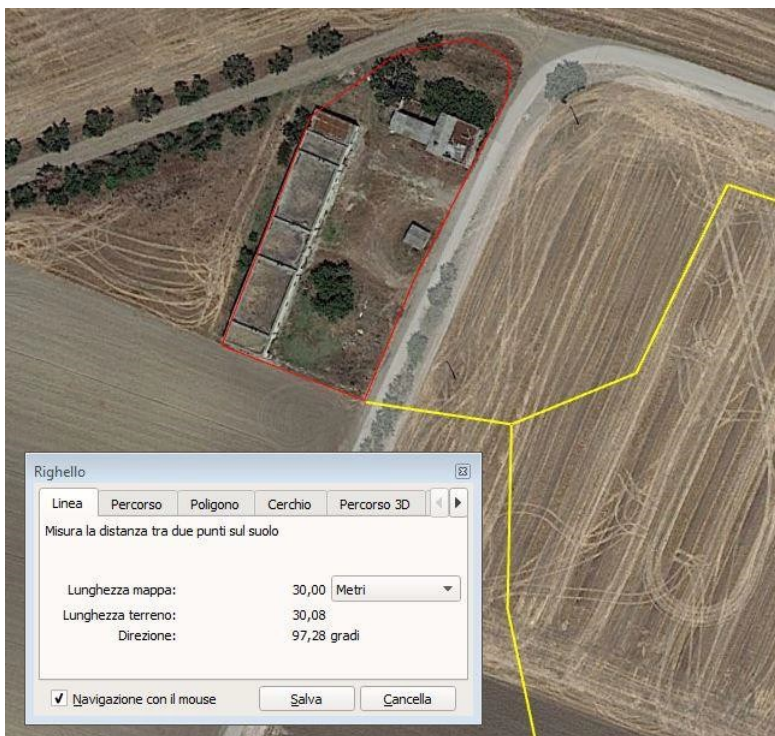 Righello
Linea Percorso Poligono Cerchio Percorso 3D
Misura la distanza tra due punti sul suolo
Lunghezza mappa: 30,00 Metri
Lunghezza terreno: 30,08
Direzione: 97,28 gradi
Navigazione con il mouse Salva Cancella